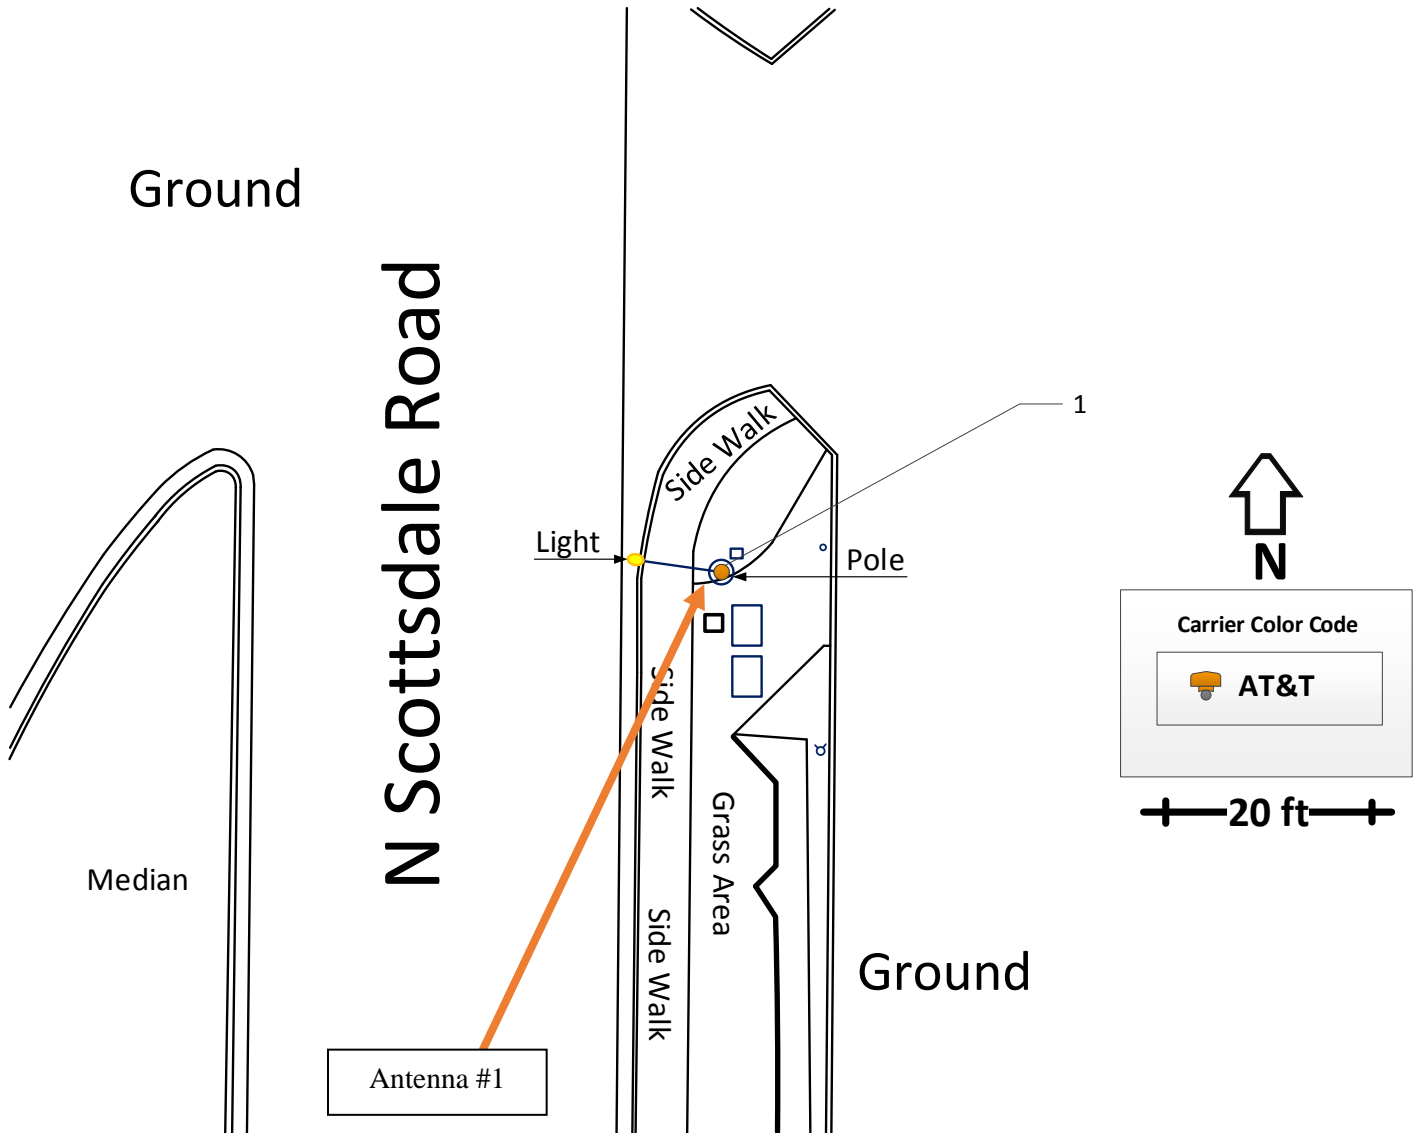 Ground
N Scottsdale Road
Side Walk
1
Light
Pole
N
Carrier Color Code
AT&T
20 ft
Side Walk
Grass Area
Median
Side Walk
Ground
Antenna #1